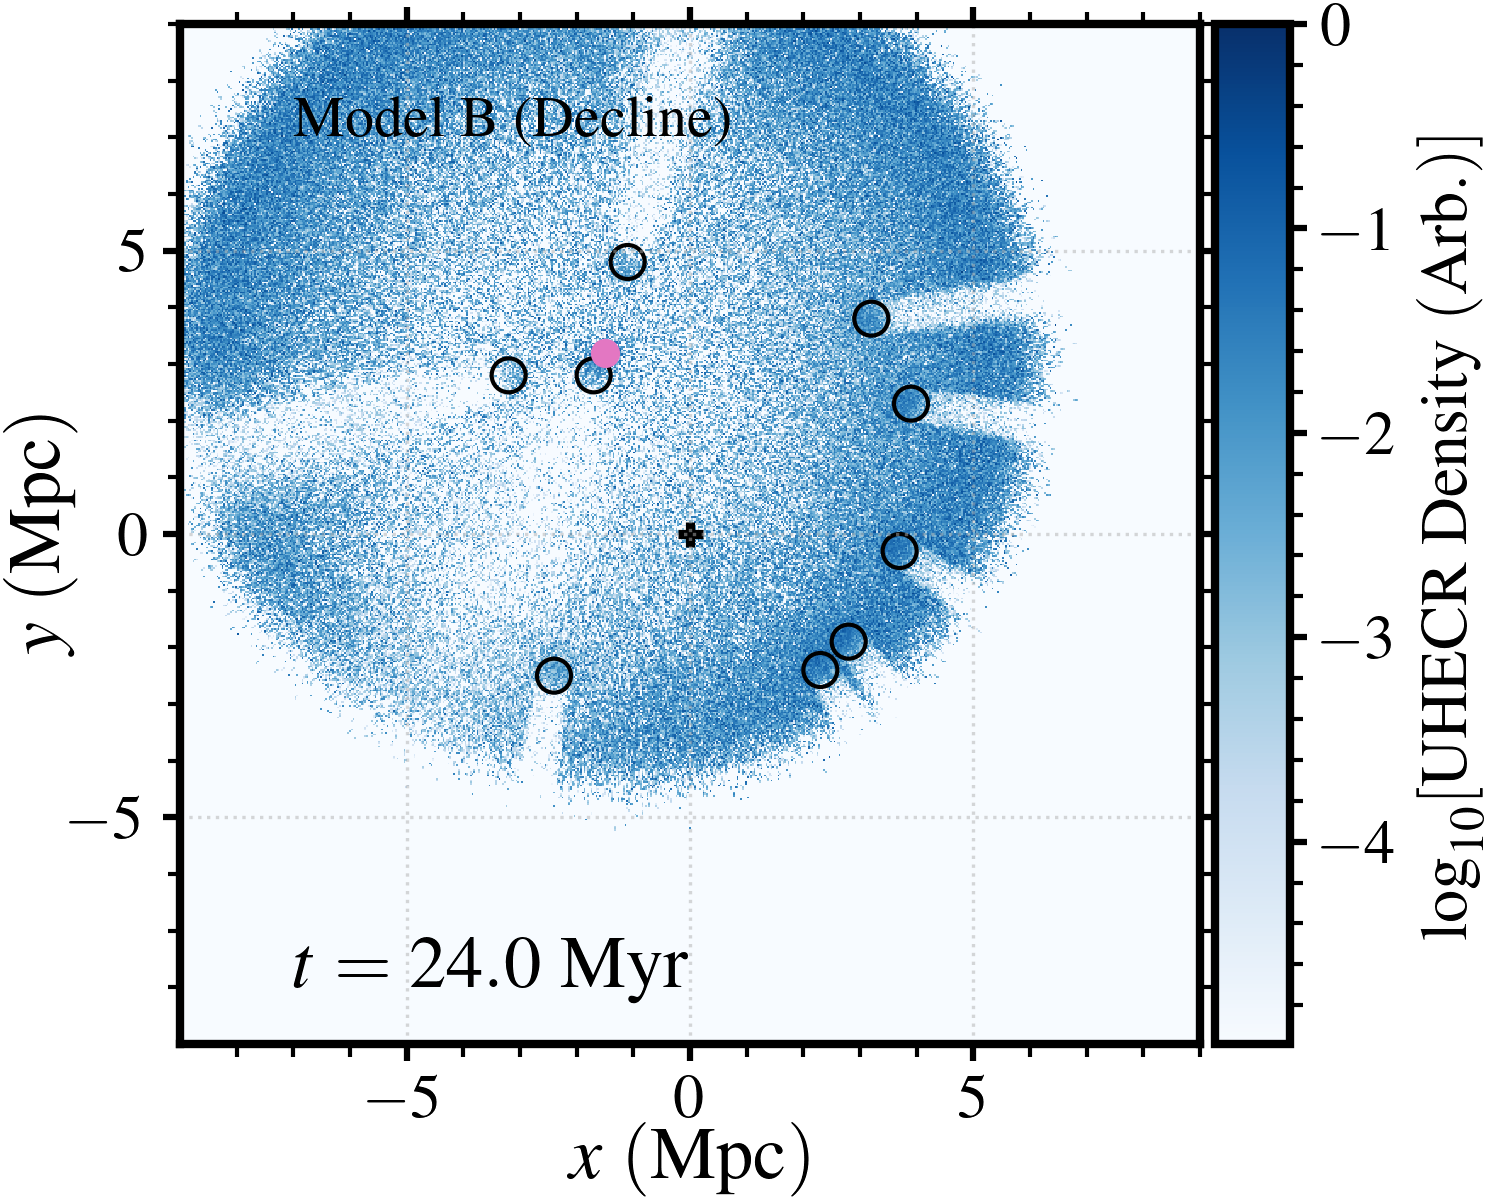 Model B (Decline)
t = 24.0 Myr
5
0
−5
y (Mpc)
−5
0
5
x (Mpc)
0
−1
−2
−3
−4
log₁₀[UHECR Density (Arb.)]